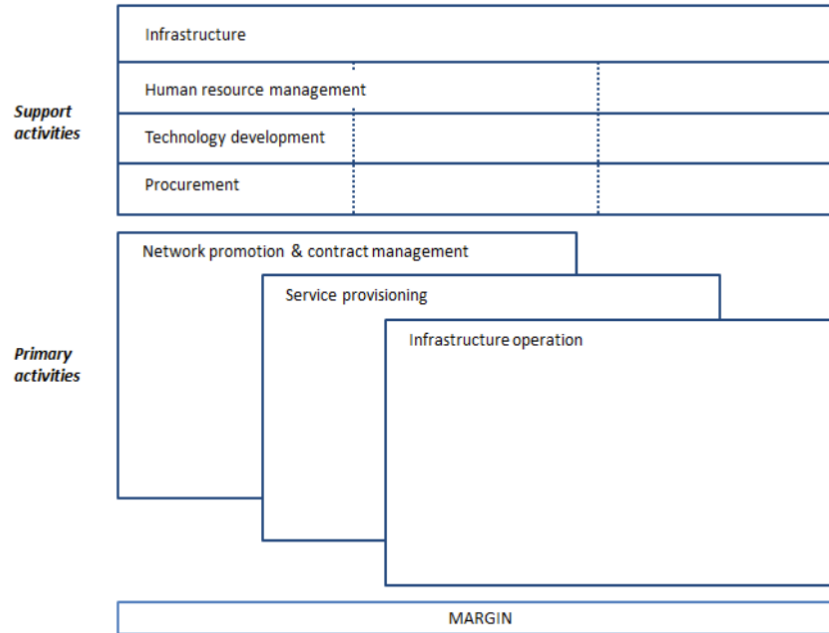 Infrastructure
Human resource management
Support
activities
Technology development
Procurement
Network promotion & contract management
Service provisioning
Infrastructure operation
Primary
activities
MARGIN